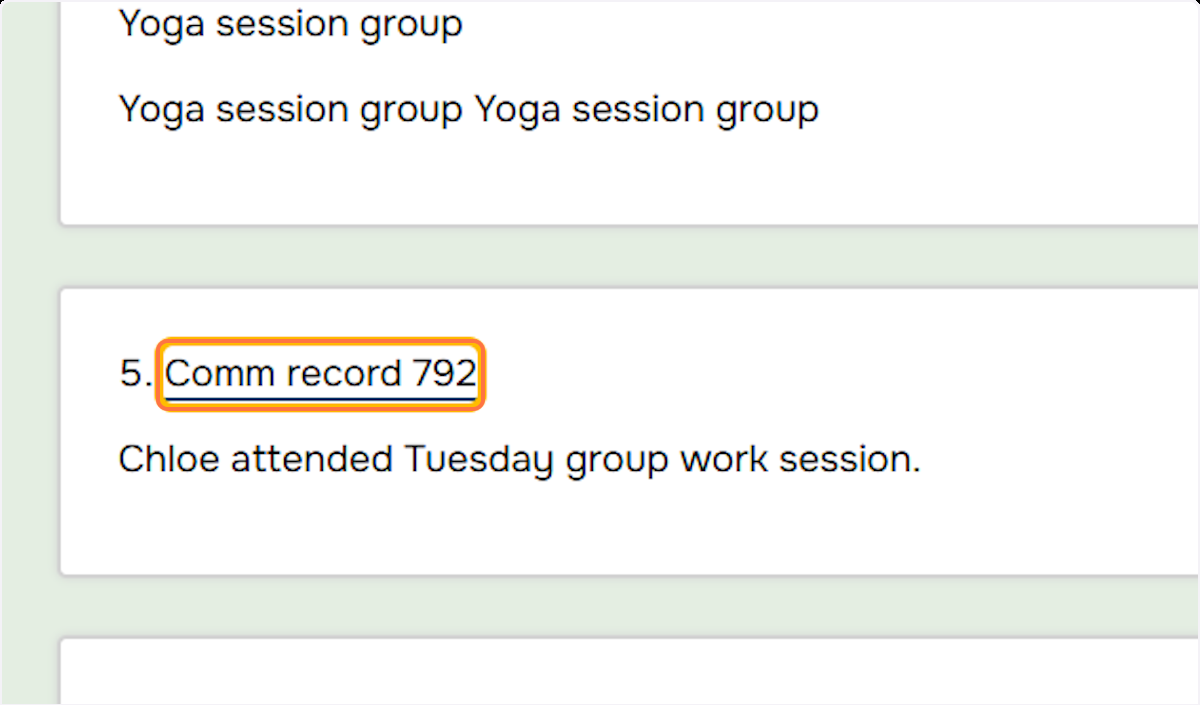 Yoga session group
Yoga session group Yoga session group
5. Comm record 792
Chloe attended Tuesday group work session.